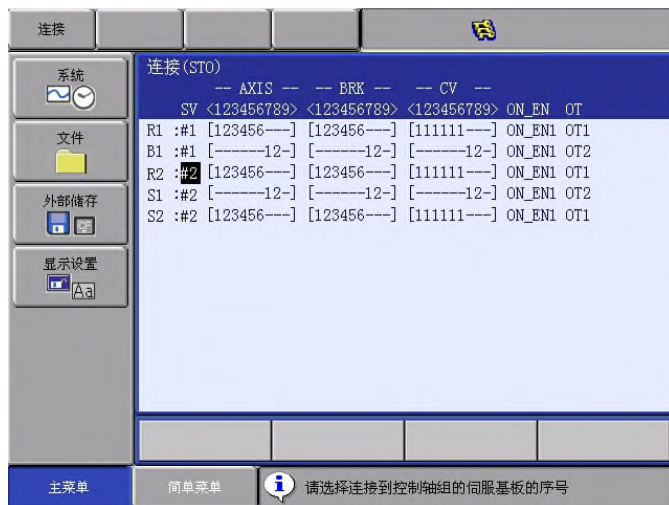 连接
系统
文件
外部储存
CF
显示设置
Aa
连接(STO)
-- AXIS -- -- BRK -- -- CV --
SV <123456789> <123456789> <123456789> ON_EN OT
R1 :#1 [123456---] [123456---] [111111---] ON_EN1 OT1
B1 :#1 [------12-] [------12-] [------12-] ON_EN1 OT2
R2 :#2 [123456---] [123456---] [111111---] ON_EN1 OT1
S1 :#2 [------12-] [------12-] [------12-] ON_EN1 OT2
S2 :#2 [123456---] [123456---] [111111---] ON_EN1 OT1
主菜单
简单菜单
请选择连接到控制轴组的伺服基板的序号